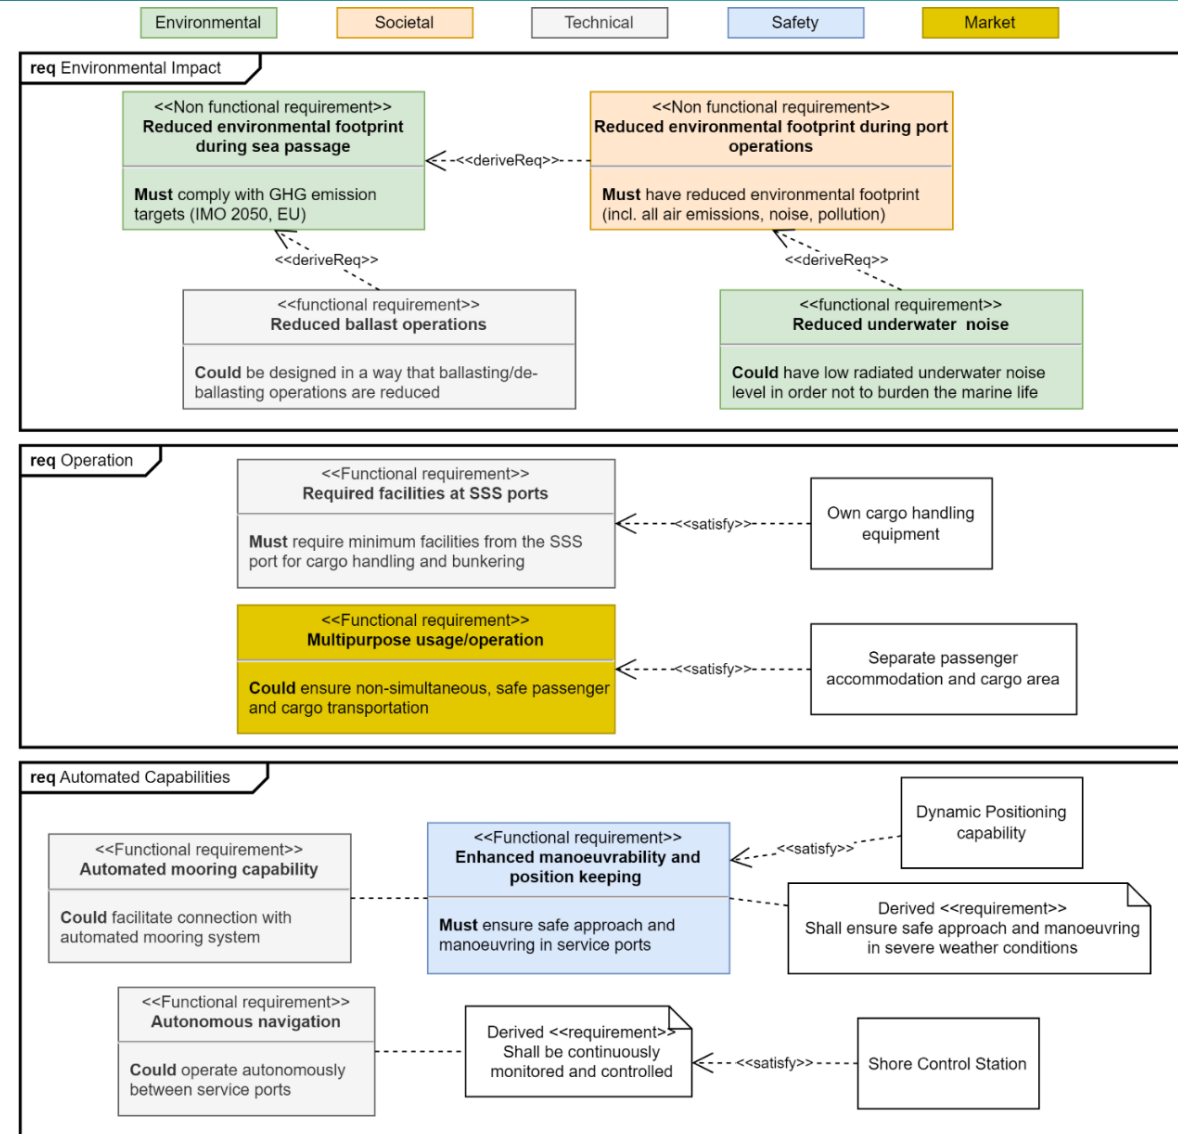 Environmental
Societal
Technical
Safety
Market
req Environmental Impact
<<Non functional requirement>>
Reduced environmental footprint
during sea passage
Must comply with GHG emission
targets (IMO 2050, EU)
<<deriveReq>>
<<Non functional requirement>>
Reduced environmental footprint during port
operations
Must have reduced environmental footprint
(incl. all air emissions, noise, pollution)
<<deriveReq>>
<<deriveReq>>
<<functional requirement>>
Reduced ballast operations
Could be designed in a way that ballasting/de-
ballasting operations are reduced
<<functional requirement>>
Reduced underwater  noise
Could have low radiated underwater noise
level in order not to burden the marine life
req Operation
<<Functional requirement>>
Required facilities at SSS ports
Must require minimum facilities from the SSS
port for cargo handling and bunkering
<<satisfy>>
Own cargo handling
equipment
<<Functional requirement>>
Multipurpose usage/operation
Could ensure non-simultaneous, safe passenger
and cargo transportation
<<satisfy>>
Separate passenger
accommodation and cargo area
req Automated Capabilities
<<Functional requirement>>
Automated mooring capability
Could facilitate connection with
automated mooring system
<<Functional requirement>>
Enhanced manoeuvrability and
position keeping
Must ensure safe approach and
manoeuvring in service ports
<<satisfy>>
Dynamic Positioning
capability
Derived <<requirement>>
Shall ensure safe approach and manoeuvring
in severe weather conditions
<<Functional requirement>>
Autonomous navigation
Could operate autonomously
between service ports
Derived <<requirement>>
Shall be continuously
monitored and controlled
<<satisfy>>
Shore Control Station